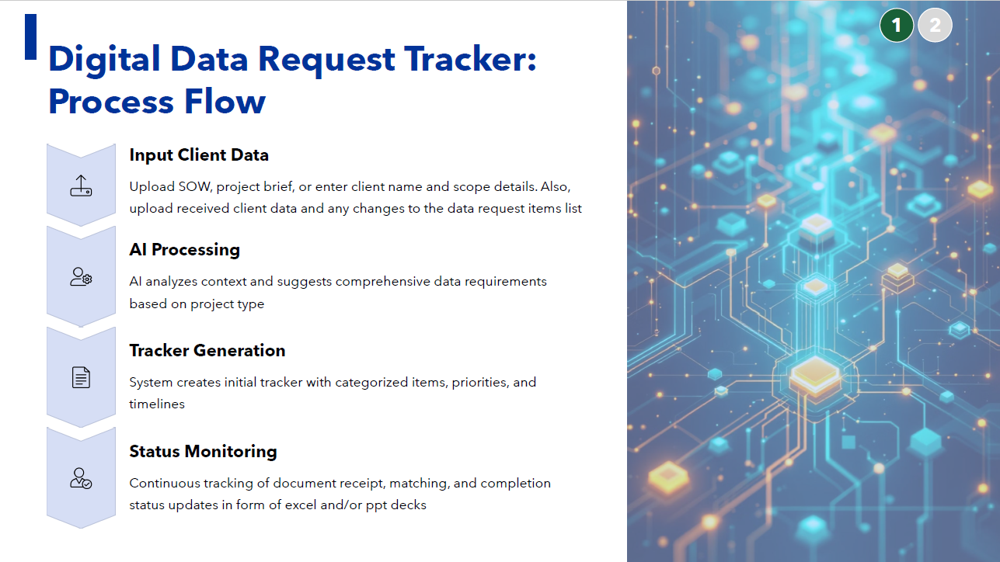 1 2
Digital Data Request Tracker:
Process Flow
Input Client Data
Upload SOW, project brief, or enter client name and scope details. Also,
upload received client data and any changes to the data request items list
AI Processing
AI analyzes context and suggests comprehensive data requirements
based on project type
Tracker Generation
System creates initial tracker with categorized items, priorities, and
timelines
Status Monitoring
Continuous tracking of document receipt, matching, and completion
status updates in form of excel and/or ppt decks